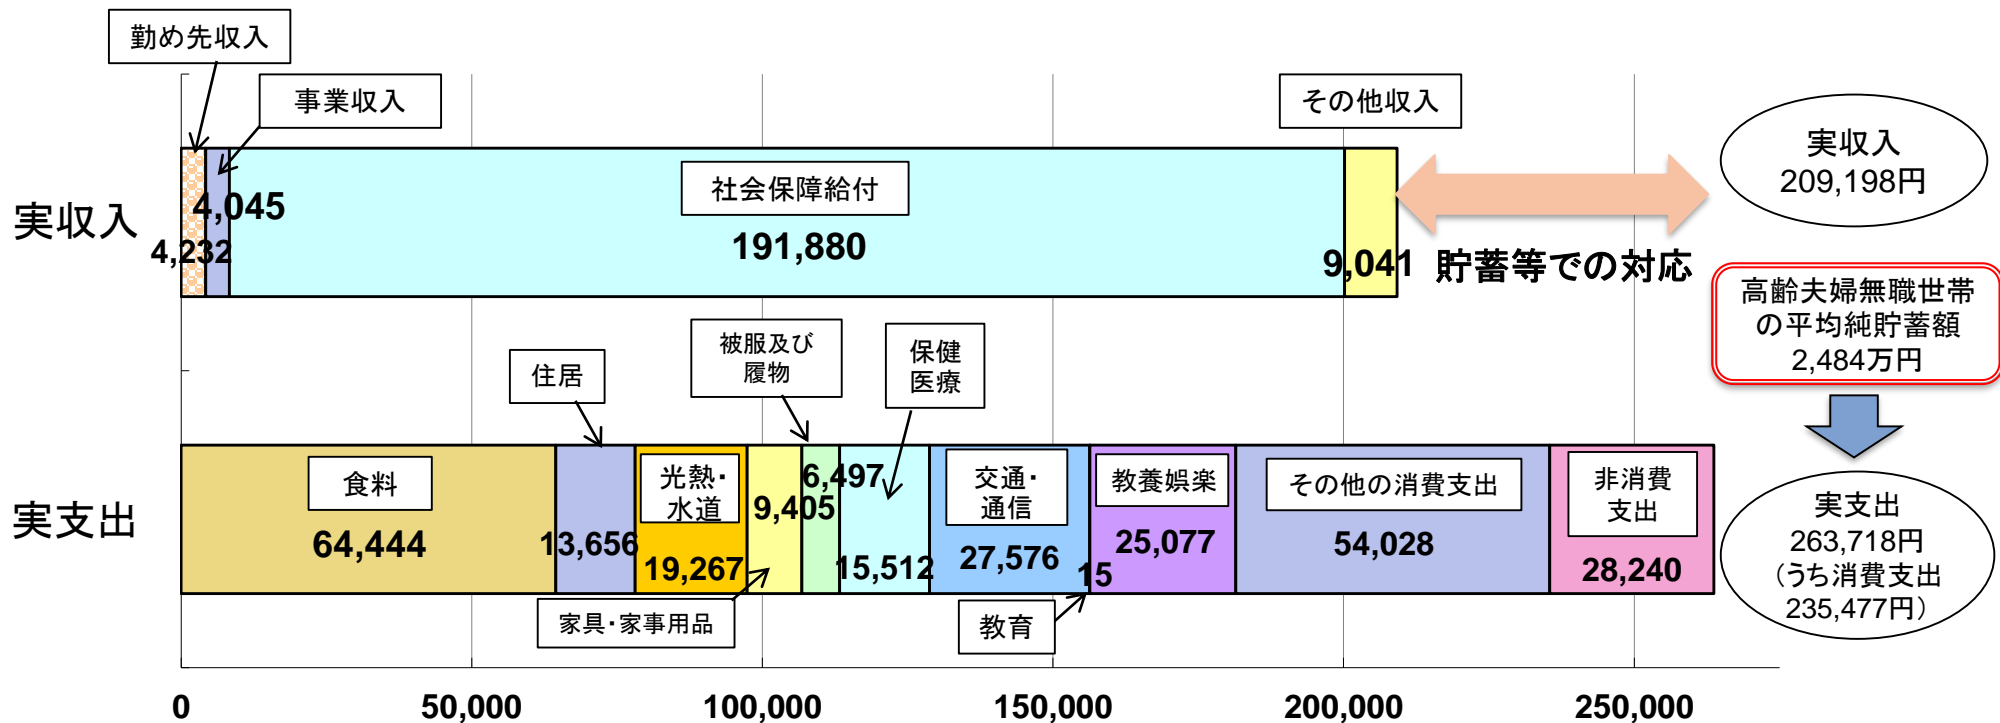 勤め先収入
事業収入
その他収入
実収入
209,198円
社会保障給付
実収入
4,045
4,232
191,880
9,041
貯蓄等での対応
高齢夫婦無職世帯
の平均純貯蓄額
2,484万円
住居
被服及び
履物
保健
医療
実支出
食料
64,444
13,656
光熱・
水道
19,267
9,405
6,497
15,512
交通・
通信
27,576
15
教養娯楽
25,077
その他の消費支出
54,028
非消費
支出
28,240
実支出
263,718円
（うち消費支出
235,477円）
家具・家事用品
教育
0
50,000
100,000
150,000
200,000
250,000